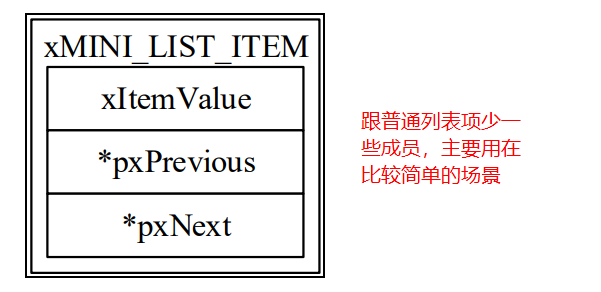 xMINI_LIST_ITEM
xItemValue
*pxPrevious
*pxNext
跟普通列表项少一
些成员，主要用在
比较简单的场景